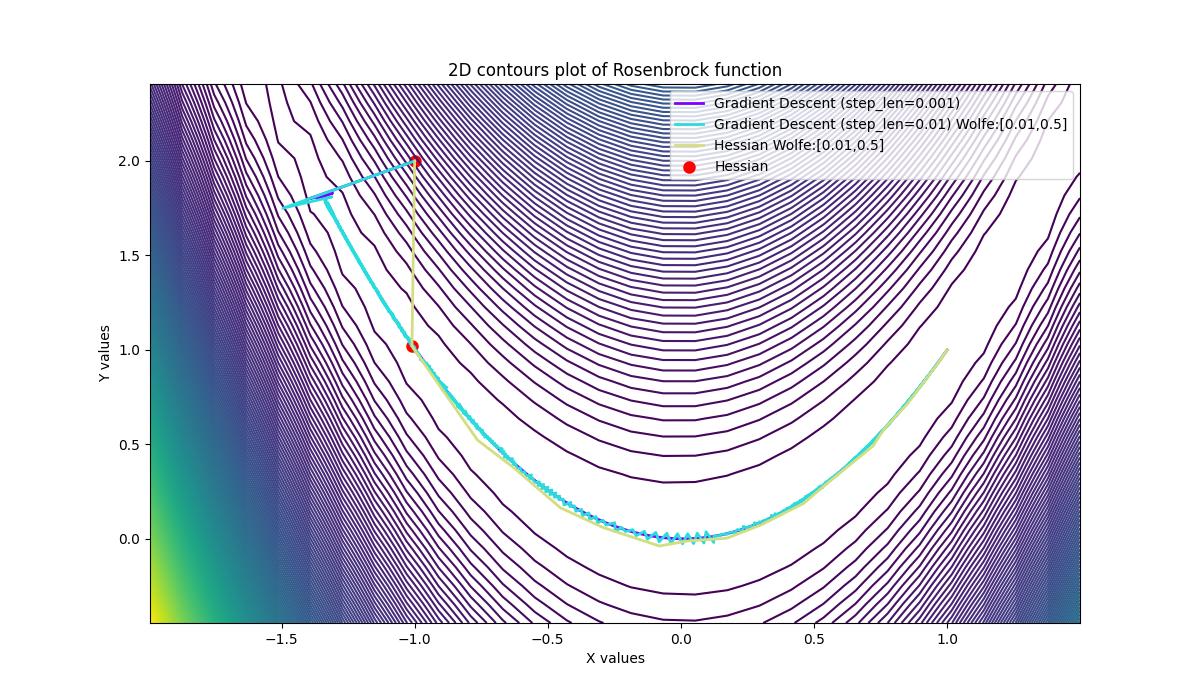 2D contours plot of Rosenbrock function
Gradient Descent (step_len=0.001)
Gradient Descent (step_len=0.01) Wolfe:[0.01,0.5]
Hessian Wolfe:[0.01,0.5]
Hessian
2.0
1.5
1.0
0.5
0.0
Y values
−1.5 −1.0 −0.5 0.0 0.5 1.0
X values